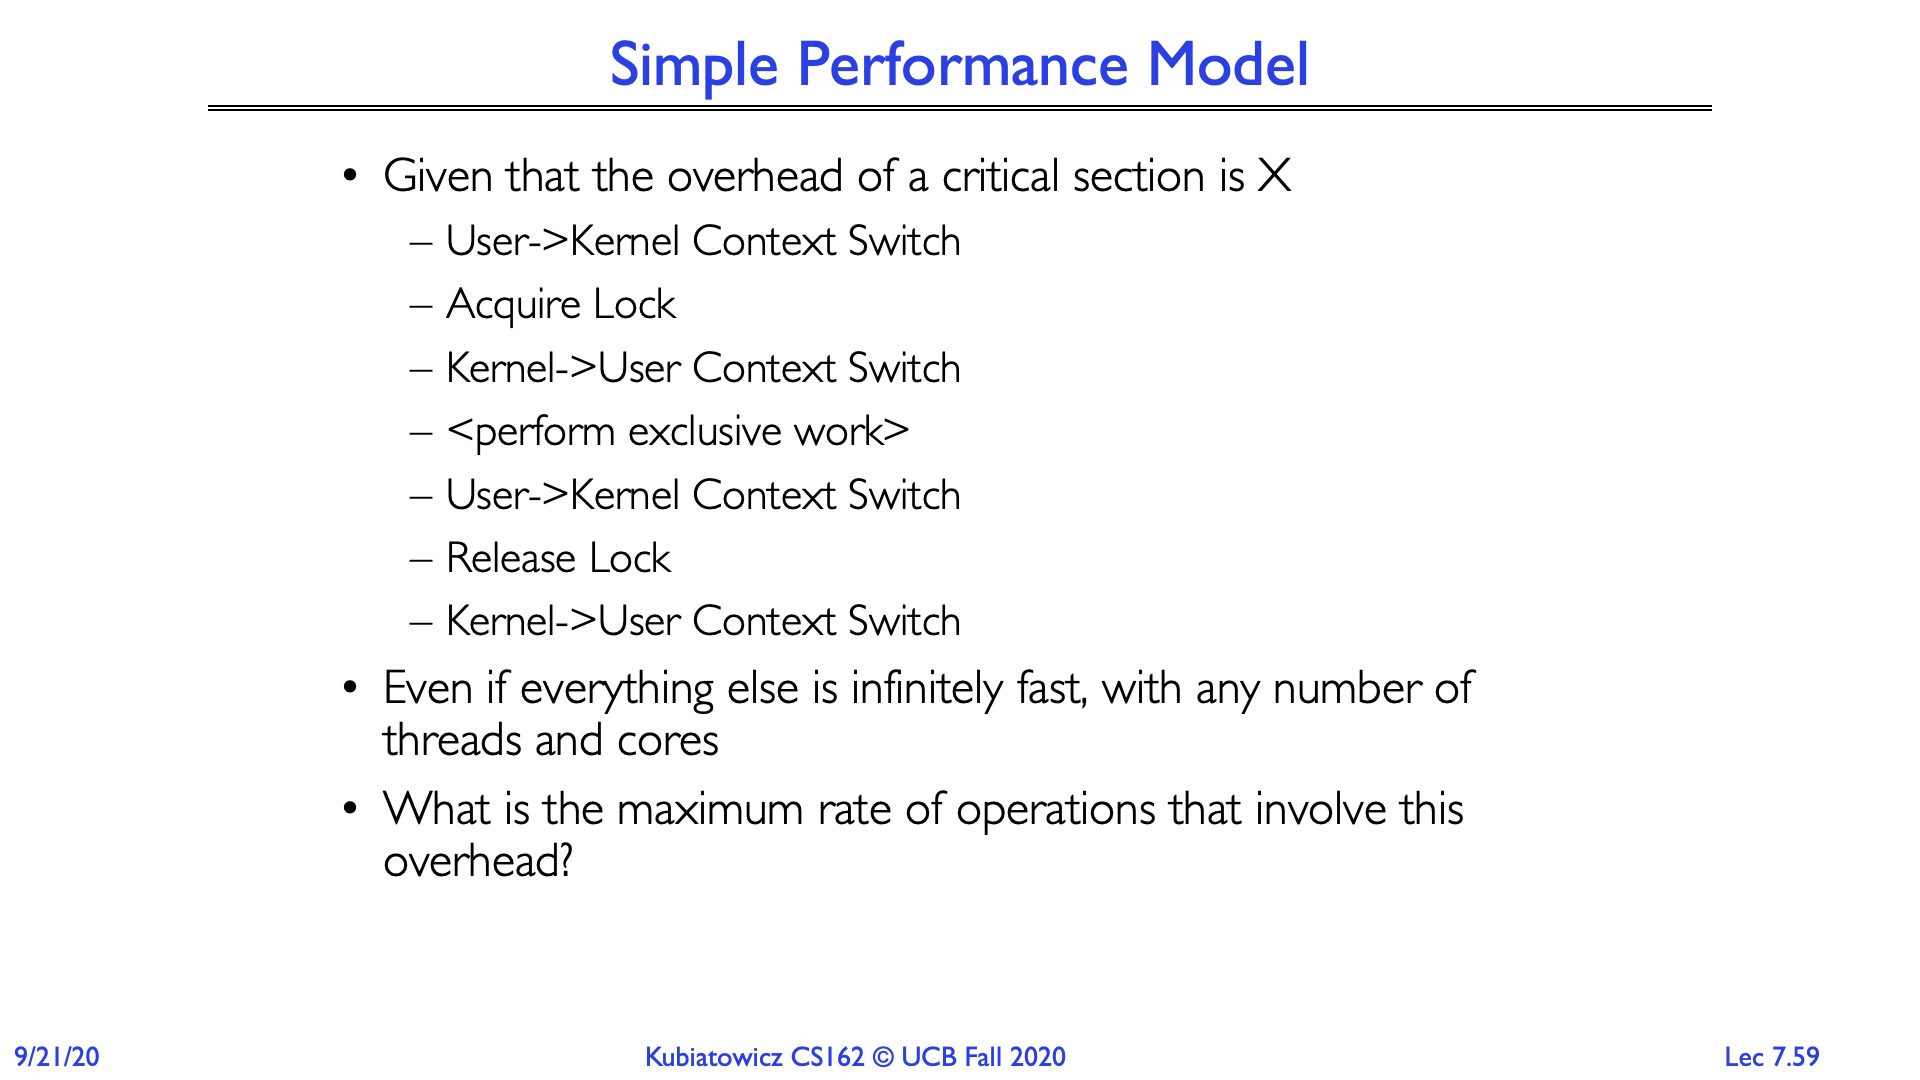 Simple Performance Model
• Given that the overhead of a critical section is X
– User->Kernel Context Switch
– Acquire Lock
– Kernel->User Context Switch
– <perform exclusive work>
– User->Kernel Context Switch
– Release Lock
– Kernel->User Context Switch
• Even if everything else is infinitely fast, with any number of
threads and cores
• What is the maximum rate of operations that involve this
overhead?
9/21/20
Kubiatowicz CS162 © UCB Fall 2020
Lec 7.59